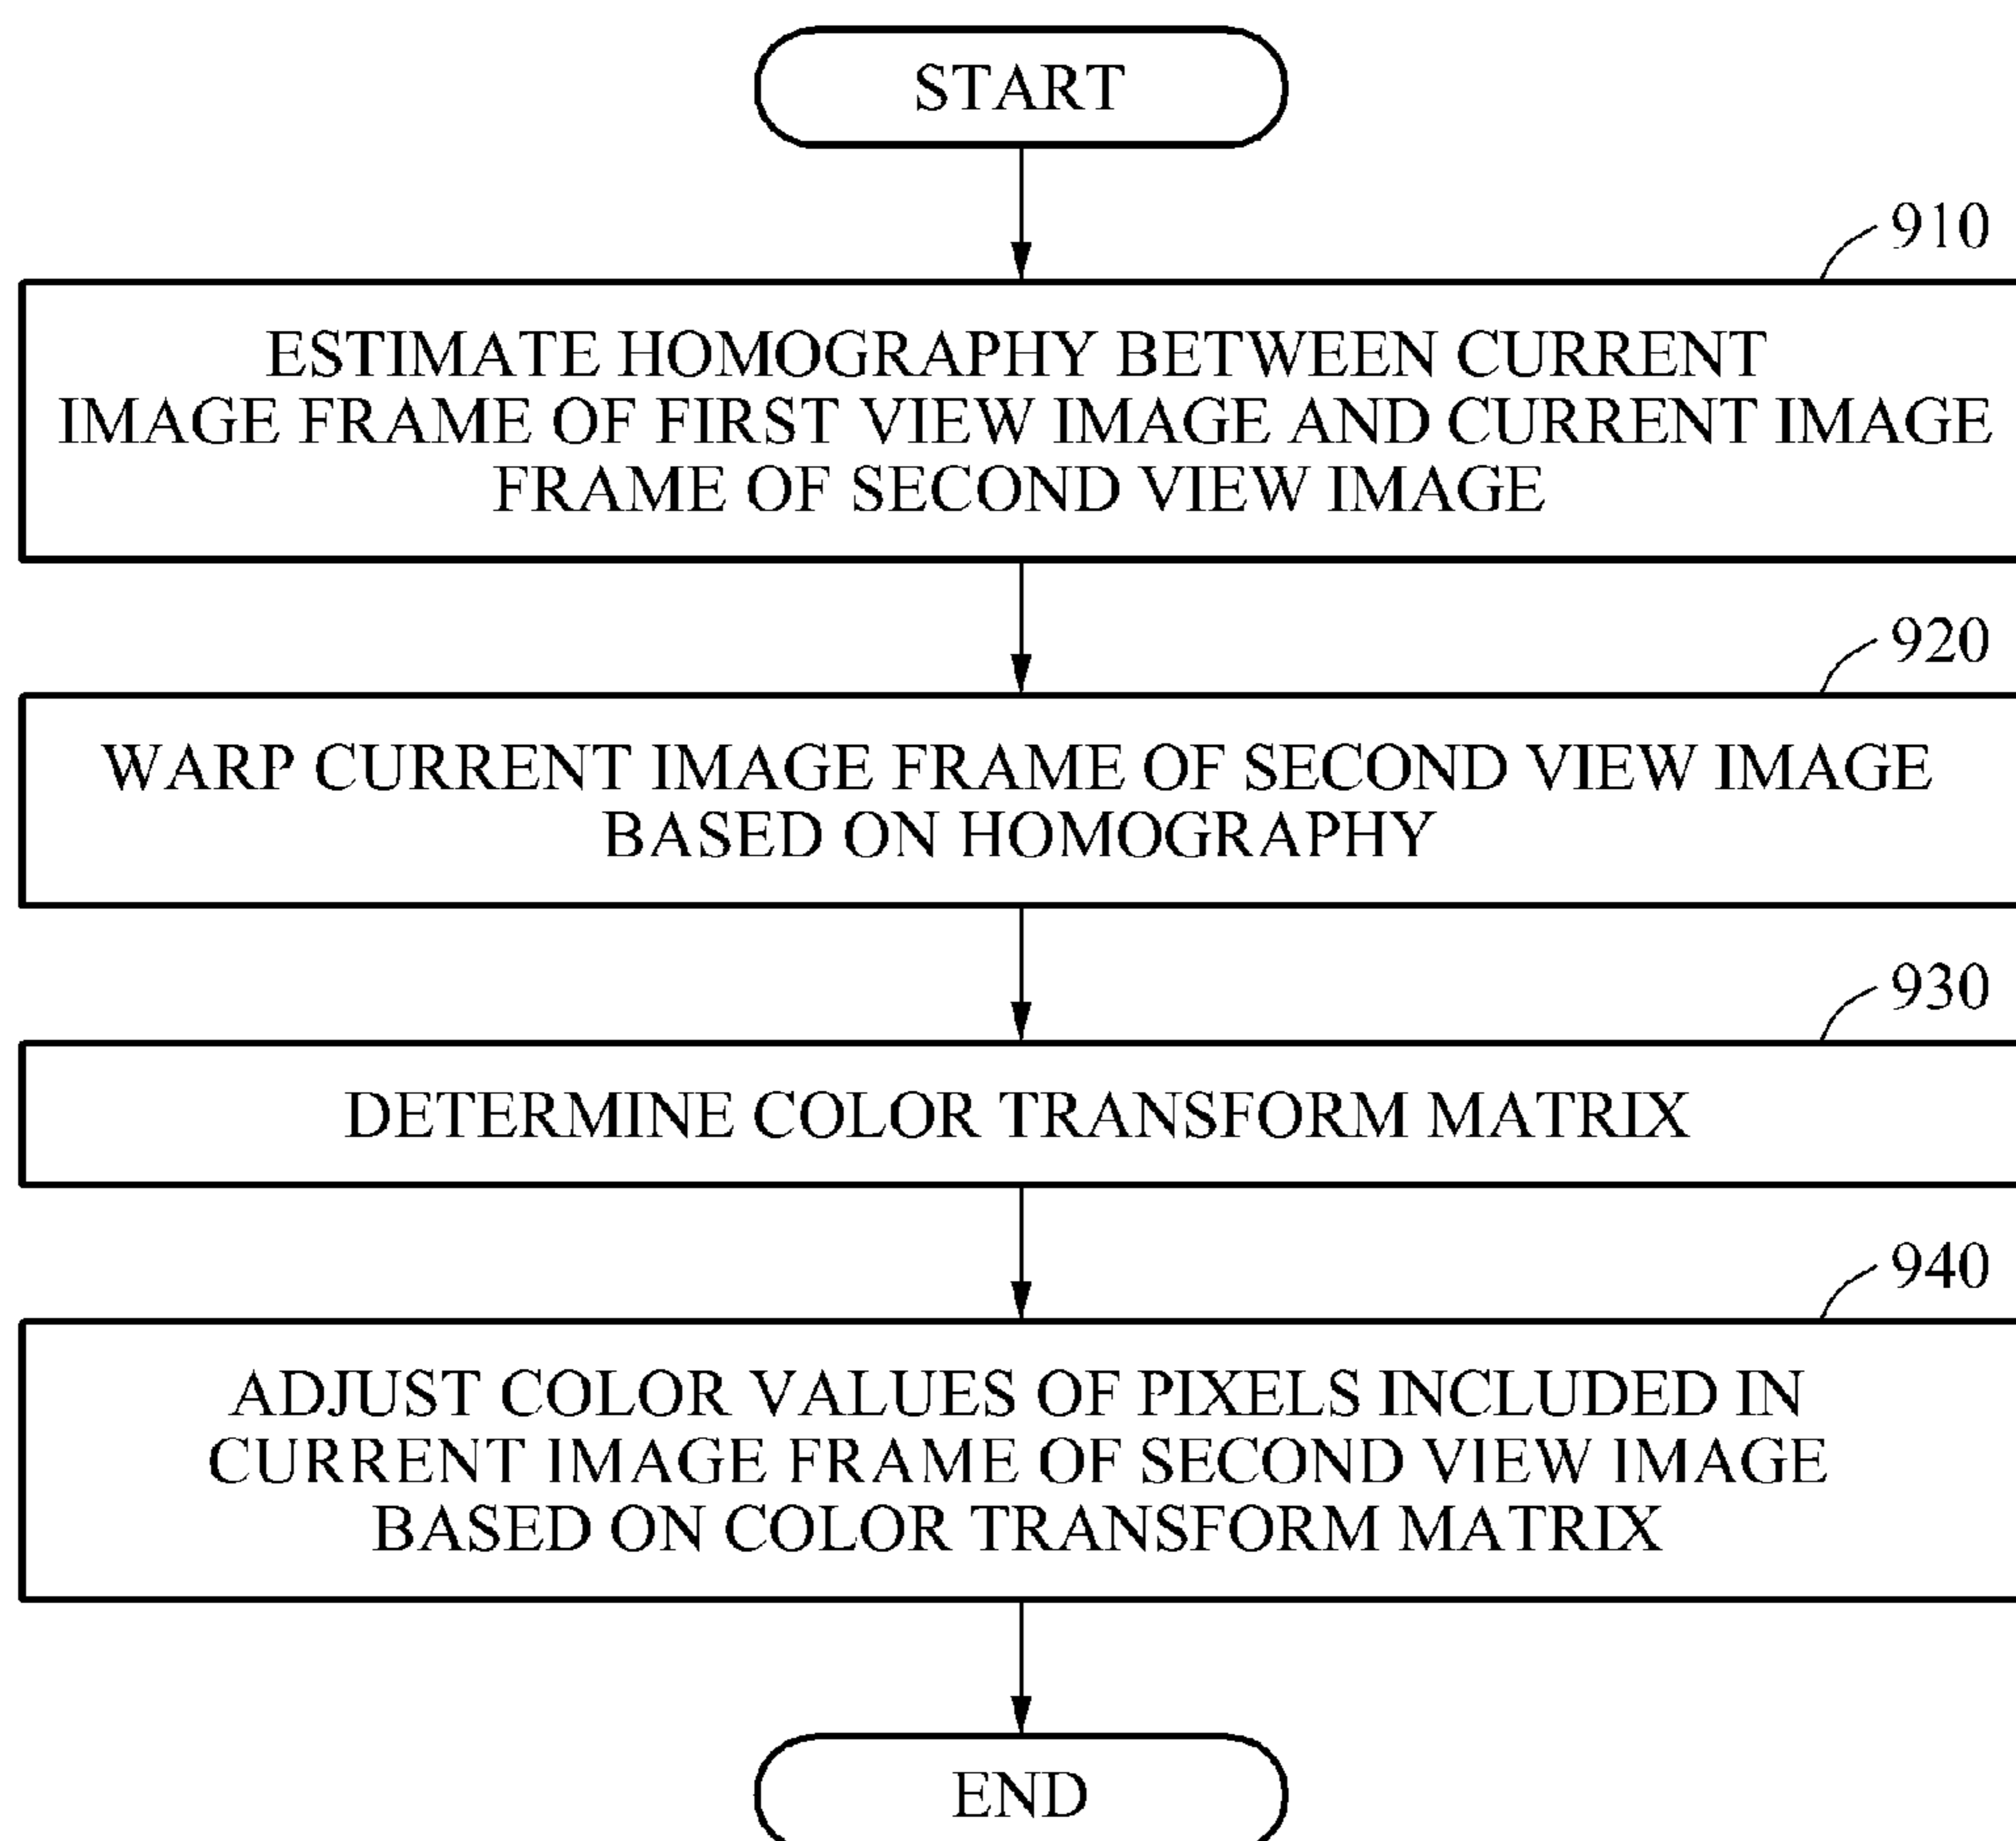 START
910
ESTIMATE HOMOGRAPHY BETWEEN CURRENT
IMAGE FRAME OF FIRST VIEW IMAGE AND CURRENT IMAGE
FRAME OF SECOND VIEW IMAGE
920
WARP CURRENT IMAGE FRAME OF SECOND VIEW IMAGE
BASED ON HOMOGRAPHY
930
DETERMINE COLOR TRANSFORM MATRIX
940
ADJUST COLOR VALUES OF PIXELS INCLUDED IN
CURRENT IMAGE FRAME OF SECOND VIEW IMAGE
BASED ON COLOR TRANSFORM MATRIX
END